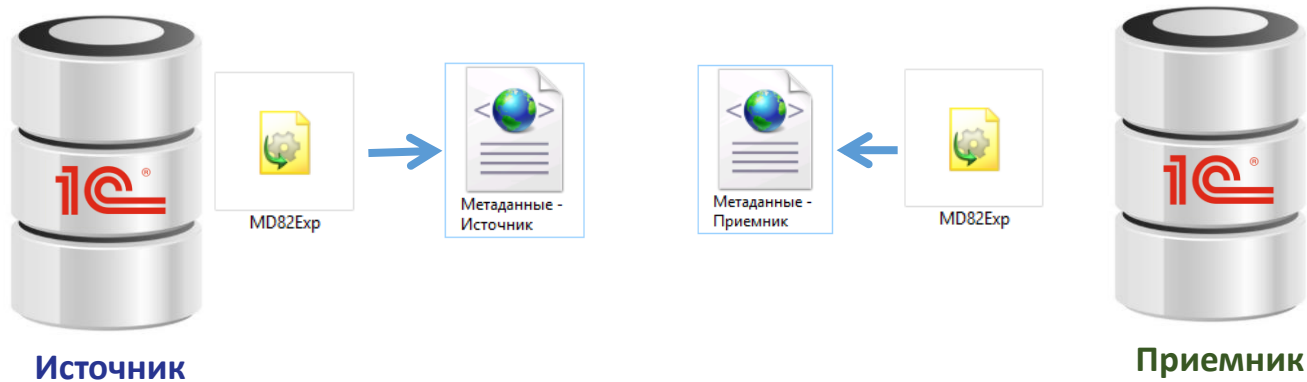 1С®
MD82Exp
Метаданные -
Источник
Метаданные -
Приемник
MD82Exp
1С®
Источник
Приемник